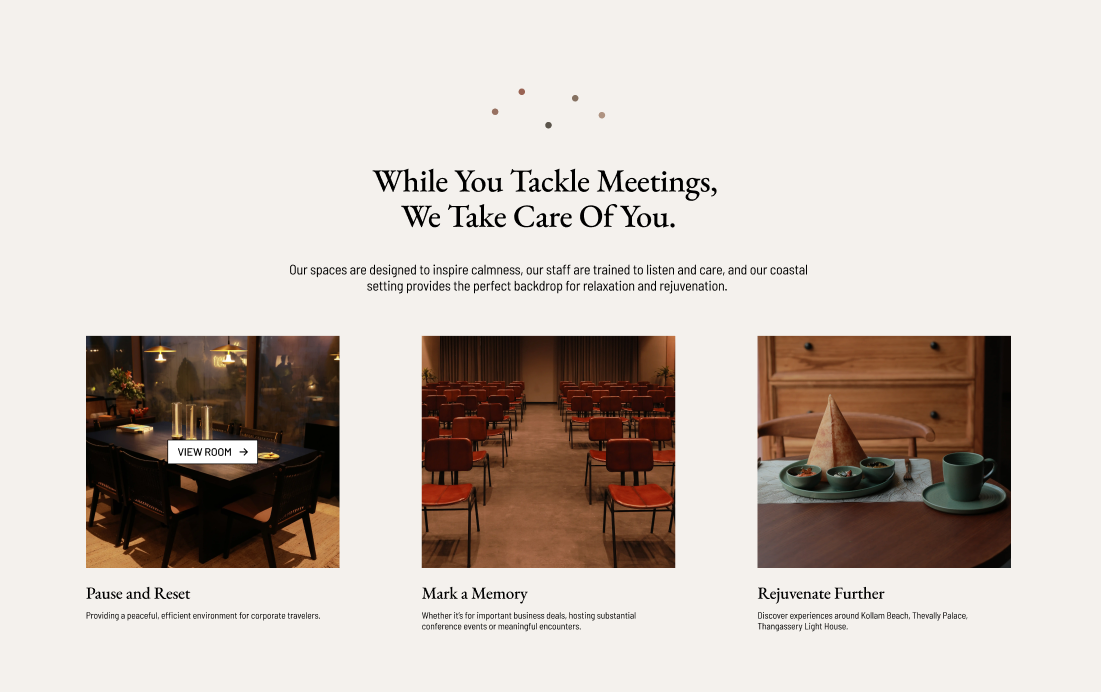 While You Tackle Meetings,
We Take Care Of You.
Our spaces are designed to inspire calmness, our staff are trained to listen and care, and our coastal
setting provides the perfect backdrop for relaxation and rejuvenation.
VIEW ROOM →
Pause and Reset
Providing a peaceful, efficient environment for corporate travelers.
Mark a Memory
Whether it's for important business deals, hosting substantial
conference events or meaningful encounters.
Rejuvenate Further
Discover experiences around Kollam Beach, Thevally Palace,
Thangassery Light House.